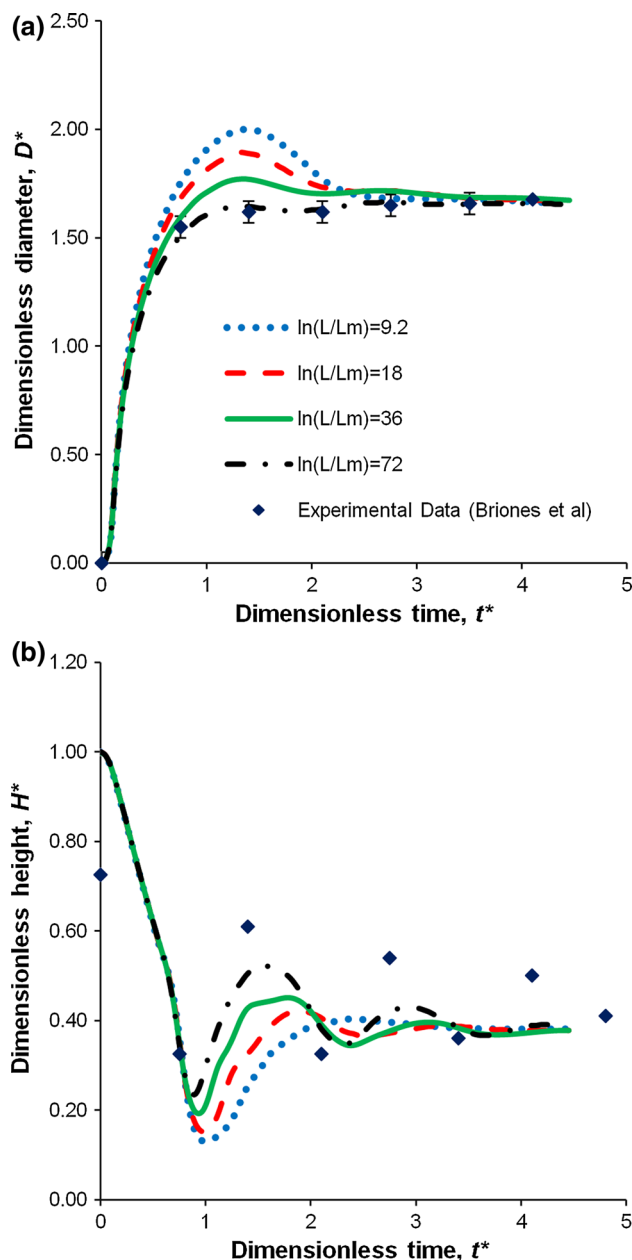 (a)
2.50
2.00
1.50
1.00
0.50
0.00
Dimensionless diameter, D*
ln(L/Lm)=9.2
ln(L/Lm)=18
ln(L/Lm)=36
ln(L/Lm)=72
Experimental Data (Briones et al)
0 1 2 3 4 5
Dimensionless time, t*
(b)
1.20
1.00
0.80
0.60
0.40
0.20
0.00
Dimensionless height, H*
0 1 2 3 4 5
Dimensionless time, t*